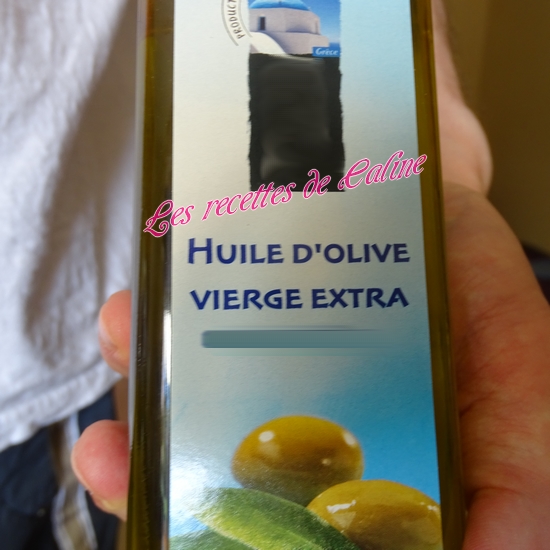 Grèce
Les recettes de Caline
HUILE D'OLIVE
VIERGE EXTRA